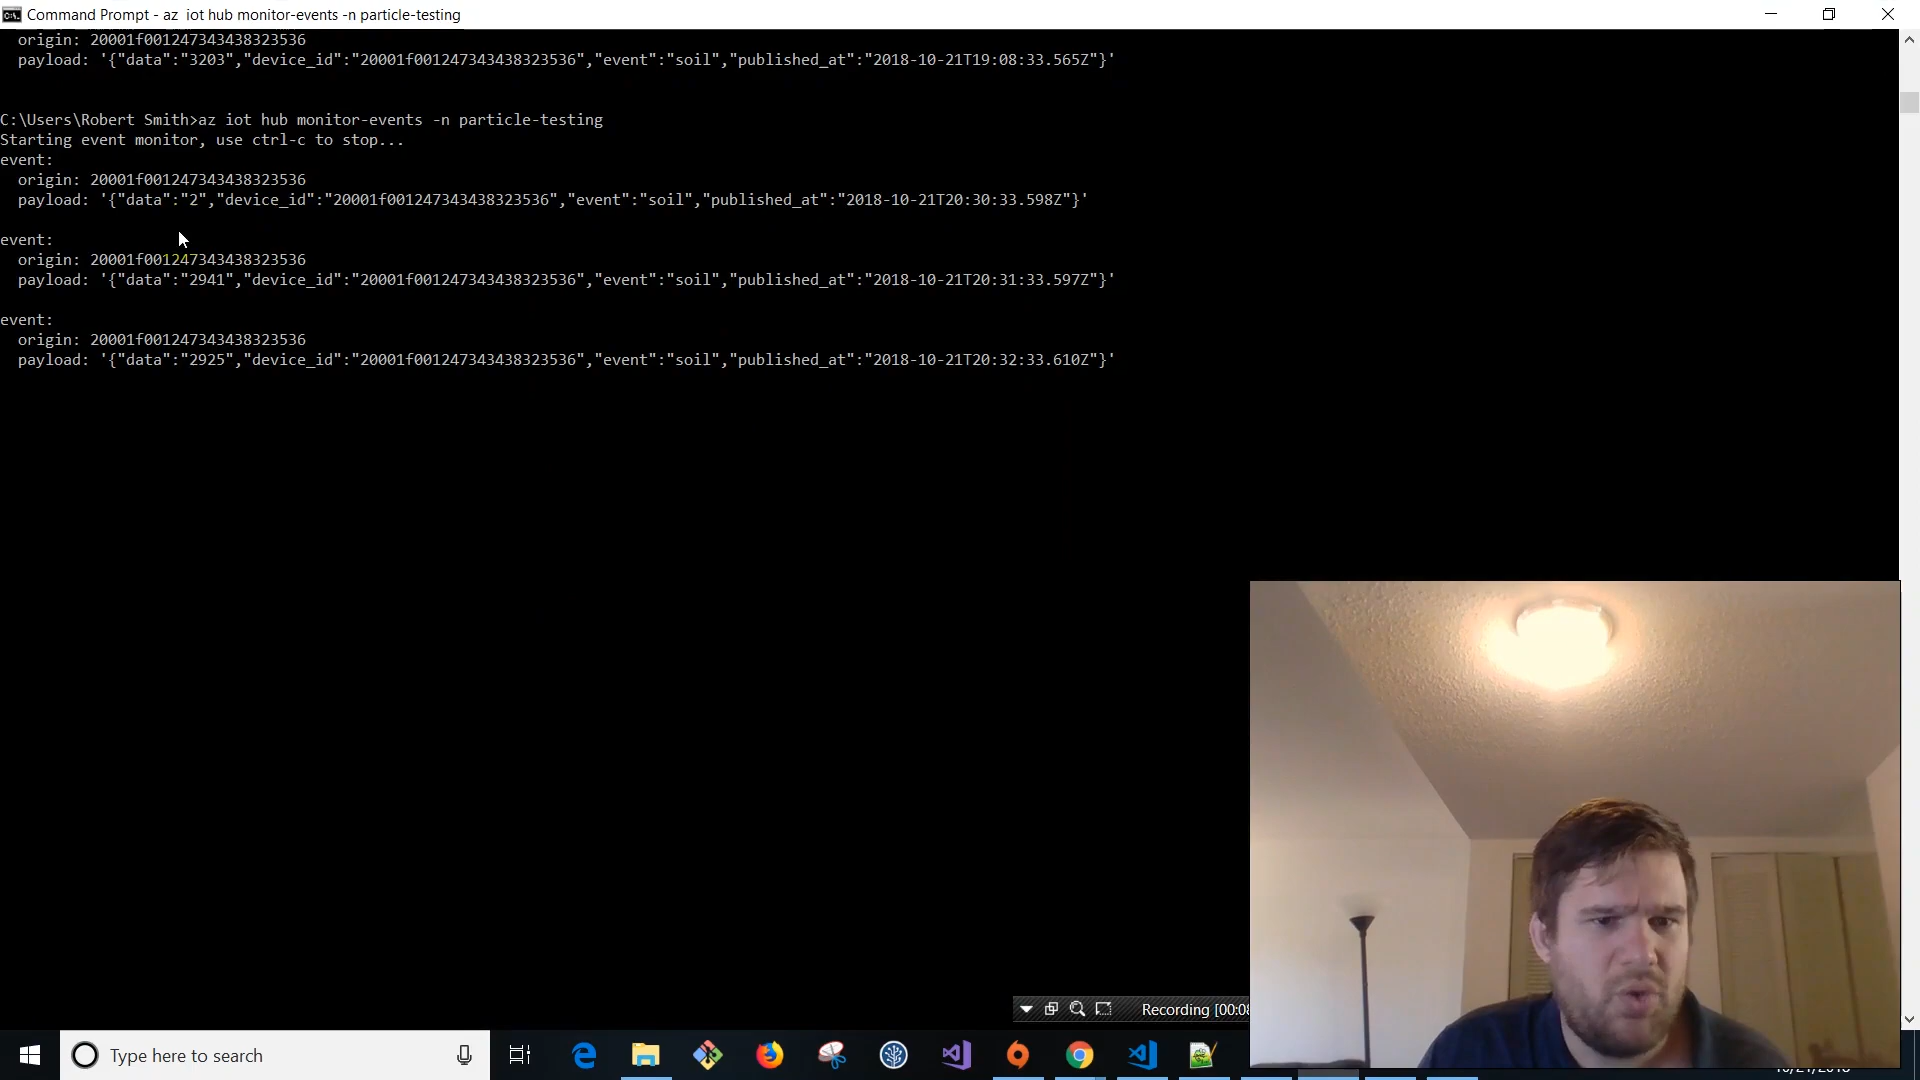 Command Prompt - az  iot hub monitor-events -n particle-testing
origin: 20001f001247343438323536
payload: '{"data":"3203","device_id":"20001f001247343438323536","event":"soil","published_at":"2018-10-21T19:08:33.565Z"}'
C:\Users\Robert Smith>az iot hub monitor-events -n particle-testing
Starting event monitor, use ctrl-c to stop...
event:
origin: 20001f001247343438323536
payload: '{"data":"2","device_id":"20001f001247343438323536","event":"soil","published_at":"2018-10-21T20:30:33.598Z"}'
event:
origin: 20001f001247343438323536
payload: '{"data":"2941","device_id":"20001f001247343438323536","event":"soil","published_at":"2018-10-21T20:31:33.597Z"}'
event:
origin: 20001f001247343438323536
payload: '{"data":"2925","device_id":"20001f001247343438323536","event":"soil","published_at":"2018-10-21T20:32:33.610Z"}'
Recording [00:08
Type here to search